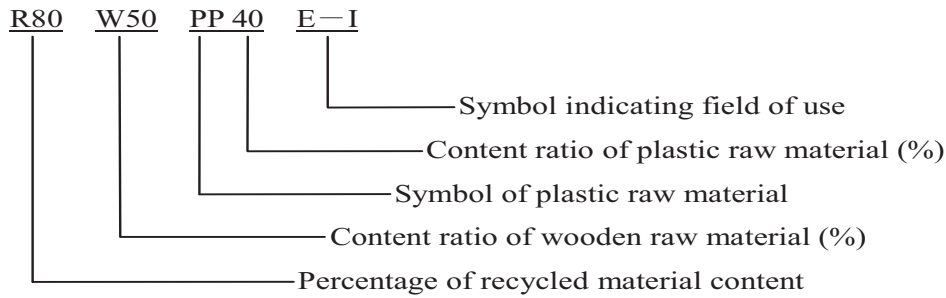 R80 W50 PP 40 E－I
Symbol indicating field of use
Content ratio of plastic raw material (%)
Symbol of plastic raw material
Content ratio of wooden raw material (%)
Percentage of recycled material content